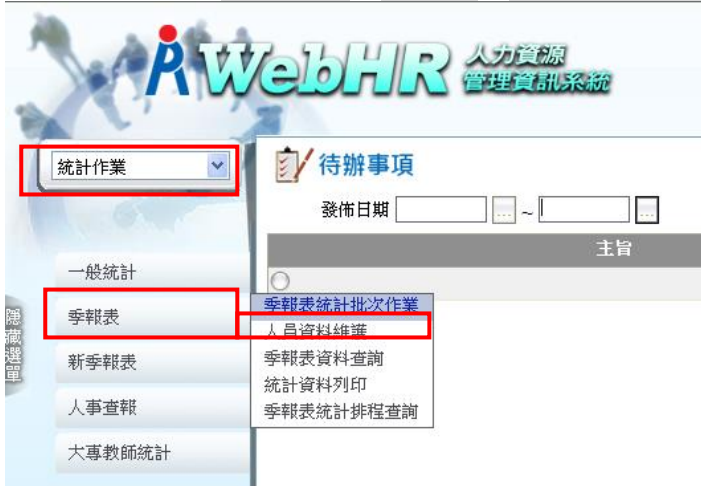 WebHR 人力資源
管理資訊系統
統計作業
待辦事項
發佈日期 ... ~ ...
主旨
一般統計
季報表
新季報表
人事查報
大專教師統計
季報表統計批次作業
人員資料維護
季報表資料查詢
統計資料列印
季報表統計排程查詢
隱藏選單